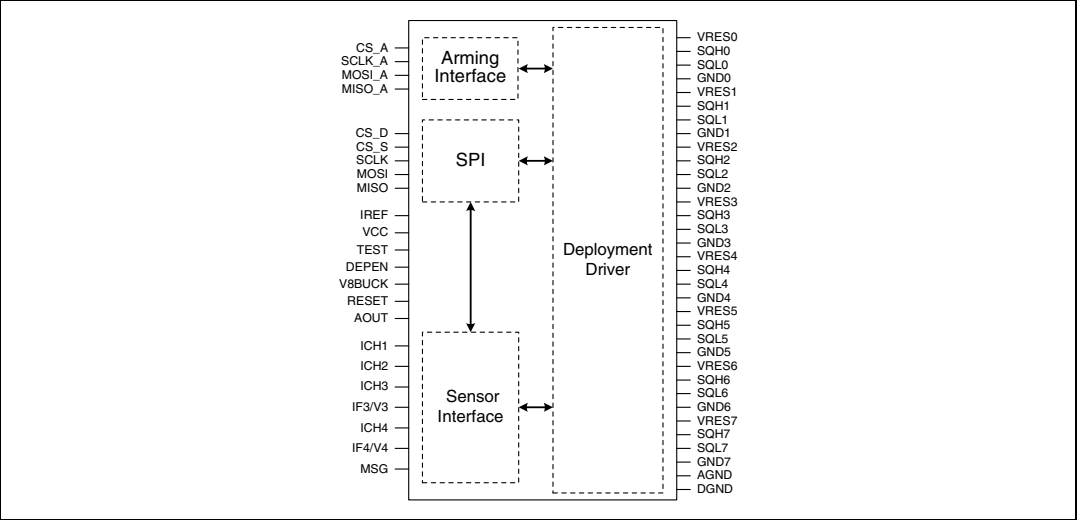 CS_A
SCLK_A
MOSI_A
MISO_A
CS_D
CS_S
SCLK
MOSI
MISO
IREF
VCC
TEST
DEPEN
V8BUCK
RESET
AOUT
ICH1
ICH2
ICH3
IF3/V3
ICH4
IF4/V4
MSG
Arming
Interface
SPI
Sensor
Interface
Deployment
Driver
VRES0
SQH0
SQL0
GND0
VRES1
SQH1
SQL1
GND1
VRES2
SQH2
SQL2
GND2
VRES3
SQH3
SQL3
GND3
VRES4
SQH4
SQL4
GND4
VRES5
SQH5
SQL5
GND5
VRES6
SQH6
SQL6
GND6
VRES7
SQH7
SQL7
GND7
AGND
DGND